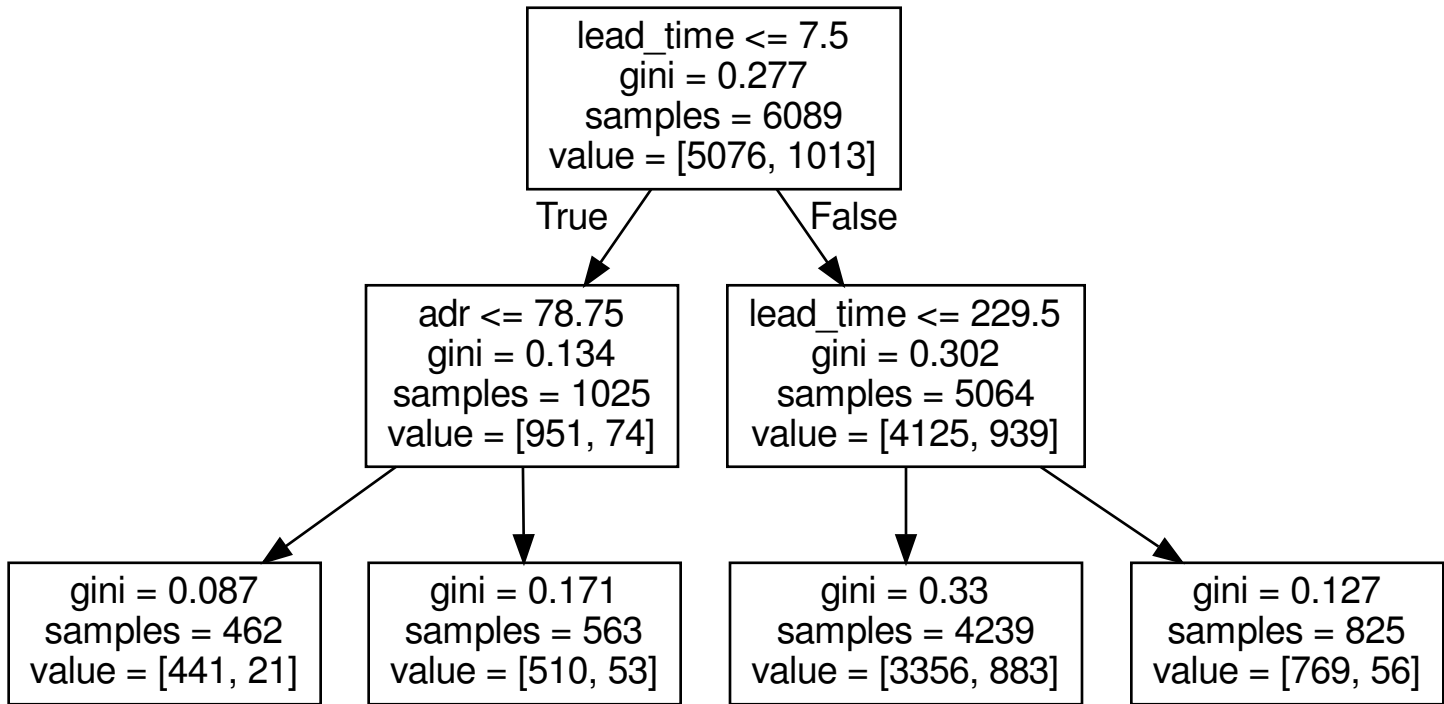 lead_time <= 7.5
gini = 0.277
samples = 6089
value = [5076, 1013]
True
False
adr <= 78.75
gini = 0.134
samples = 1025
value = [951, 74]
lead_time <= 229.5
gini = 0.302
samples = 5064
value = [4125, 939]
gini = 0.087
samples = 462
value = [441, 21]
gini = 0.171
samples = 563
value = [510, 53]
gini = 0.33
samples = 4239
value = [3356, 883]
gini = 0.127
samples = 825
value = [769, 56]